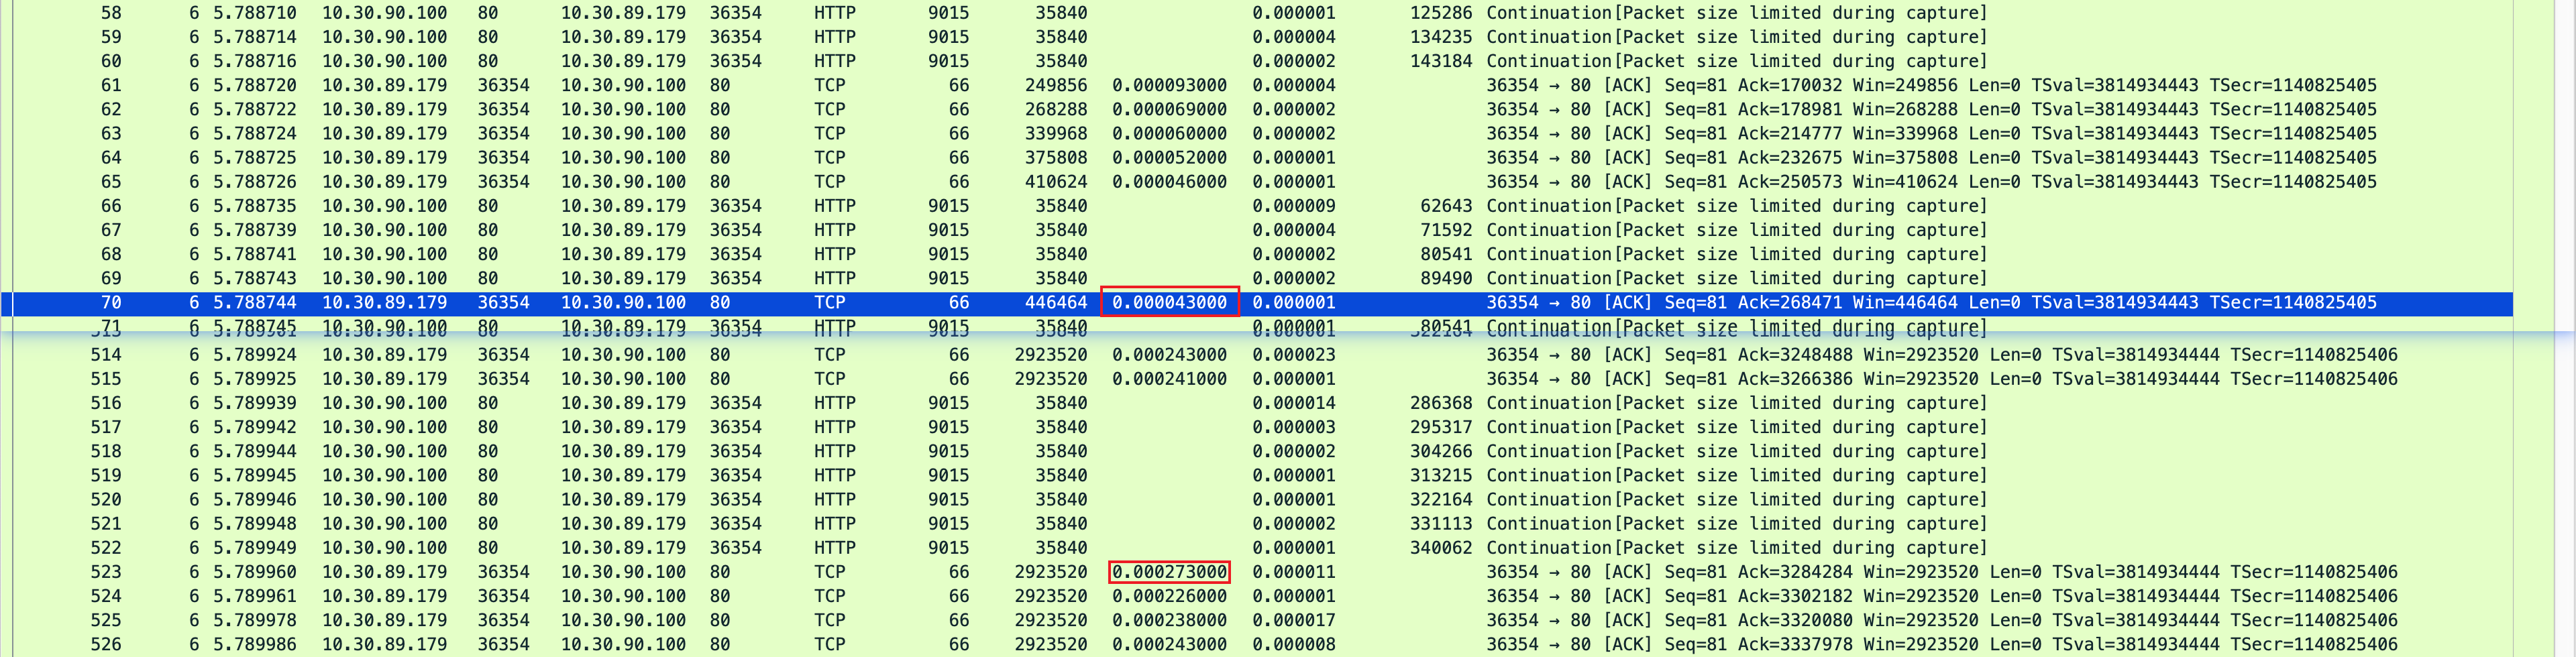 58 6 5.788710 10.30.90.100 80 10.30.89.179 36354 HTTP 9015 35840 0.000001 125286 Continuation[Packet size limited during capture]
59 6 5.788714 10.30.90.100 80 10.30.89.179 36354 HTTP 9015 35840 0.000004 134235 Continuation[Packet size limited during capture]
60 6 5.788716 10.30.90.100 80 10.30.89.179 36354 HTTP 9015 35840 0.000002 143184 Continuation[Packet size limited during capture]
61 6 5.788720 10.30.89.179 36354 10.30.90.100 80 TCP 66 249856 0.000093000 0.000004 36354 → 80 [ACK] Seq=81 Ack=170032 Win=249856 Len=0 TSval=3814934443 TSecr=1140825405
62 6 5.788722 10.30.89.179 36354 10.30.90.100 80 TCP 66 268288 0.000069000 0.000002 36354 → 80 [ACK] Seq=81 Ack=178981 Win=268288 Len=0 TSval=3814934443 TSecr=1140825405
63 6 5.788724 10.30.89.179 36354 10.30.90.100 80 TCP 66 339968 0.000060000 0.000002 36354 → 80 [ACK] Seq=81 Ack=214777 Win=339968 Len=0 TSval=3814934443 TSecr=1140825405
64 6 5.788725 10.30.89.179 36354 10.30.90.100 80 TCP 66 375808 0.000052000 0.000001 36354 → 80 [ACK] Seq=81 Ack=232675 Win=375808 Len=0 TSval=3814934443 TSecr=1140825405
65 6 5.788726 10.30.89.179 36354 10.30.90.100 80 TCP 66 410624 0.000046000 0.000001 36354 → 80 [ACK] Seq=81 Ack=250573 Win=410624 Len=0 TSval=3814934443 TSecr=1140825405
66 6 5.788735 10.30.90.100 80 10.30.89.179 36354 HTTP 9015 35840 0.000009 62643 Continuation[Packet size limited during capture]
67 6 5.788739 10.30.90.100 80 10.30.89.179 36354 HTTP 9015 35840 0.000004 71592 Continuation[Packet size limited during capture]
68 6 5.788741 10.30.90.100 80 10.30.89.179 36354 HTTP 9015 35840 0.000002 80541 Continuation[Packet size limited during capture]
69 6 5.788743 10.30.90.100 80 10.30.89.179 36354 HTTP 9015 35840 0.000002 89490 Continuation[Packet size limited during capture]
70 6 5.788744 10.30.89.179 36354 10.30.90.100 80 TCP 66 446464 0.000043000 0.000001 36354 → 80 [ACK] Seq=81 Ack=268471 Win=446464 Len=0 TSval=3814934443 TSecr=1140825405
71 6 5.788745 10.30.90.100 80 10.30.89.179 36354 HTTP 9015 35840 0.000001 80541 Continuation[Packet size limited during capture]
514 6 5.789924 10.30.89.179 36354 10.30.90.100 80 TCP 66 2923520 0.000243000 0.000023 36354 → 80 [ACK] Seq=81 Ack=3248488 Win=2923520 Len=0 TSval=3814934444 TSecr=1140825406
515 6 5.789925 10.30.89.179 36354 10.30.90.100 80 TCP 66 2923520 0.000241000 0.000001 36354 → 80 [ACK] Seq=81 Ack=3266386 Win=2923520 Len=0 TSval=3814934444 TSecr=1140825406
516 6 5.789939 10.30.90.100 80 10.30.89.179 36354 HTTP 9015 35840 0.000014 286368 Continuation[Packet size limited during capture]
517 6 5.789942 10.30.90.100 80 10.30.89.179 36354 HTTP 9015 35840 0.000003 295317 Continuation[Packet size limited during capture]
518 6 5.789944 10.30.90.100 80 10.30.89.179 36354 HTTP 9015 35840 0.000002 304266 Continuation[Packet size limited during capture]
519 6 5.789945 10.30.90.100 80 10.30.89.179 36354 HTTP 9015 35840 0.000001 313215 Continuation[Packet size limited during capture]
520 6 5.789946 10.30.90.100 80 10.30.89.179 36354 HTTP 9015 35840 0.000001 322164 Continuation[Packet size limited during capture]
521 6 5.789948 10.30.90.100 80 10.30.89.179 36354 HTTP 9015 35840 0.000002 331113 Continuation[Packet size limited during capture]
522 6 5.789949 10.30.90.100 80 10.30.89.179 36354 HTTP 9015 35840 0.000001 340062 Continuation[Packet size limited during capture]
523 6 5.789960 10.30.89.179 36354 10.30.90.100 80 TCP 66 2923520 0.000273000 0.000011 36354 → 80 [ACK] Seq=81 Ack=3284284 Win=2923520 Len=0 TSval=3814934444 TSecr=1140825406
524 6 5.789961 10.30.89.179 36354 10.30.90.100 80 TCP 66 2923520 0.000226000 0.000001 36354 → 80 [ACK] Seq=81 Ack=3302182 Win=2923520 Len=0 TSval=3814934444 TSecr=1140825406
525 6 5.789978 10.30.89.179 36354 10.30.90.100 80 TCP 66 2923520 0.000238000 0.000017 36354 → 80 [ACK] Seq=81 Ack=3320080 Win=2923520 Len=0 TSval=3814934444 TSecr=1140825406
526 6 5.789986 10.30.89.179 36354 10.30.90.100 80 TCP 66 2923520 0.000243000 0.000008 36354 → 80 [ACK] Seq=81 Ack=3337978 Win=2923520 Len=0 TSval=3814934444 TSecr=1140825406